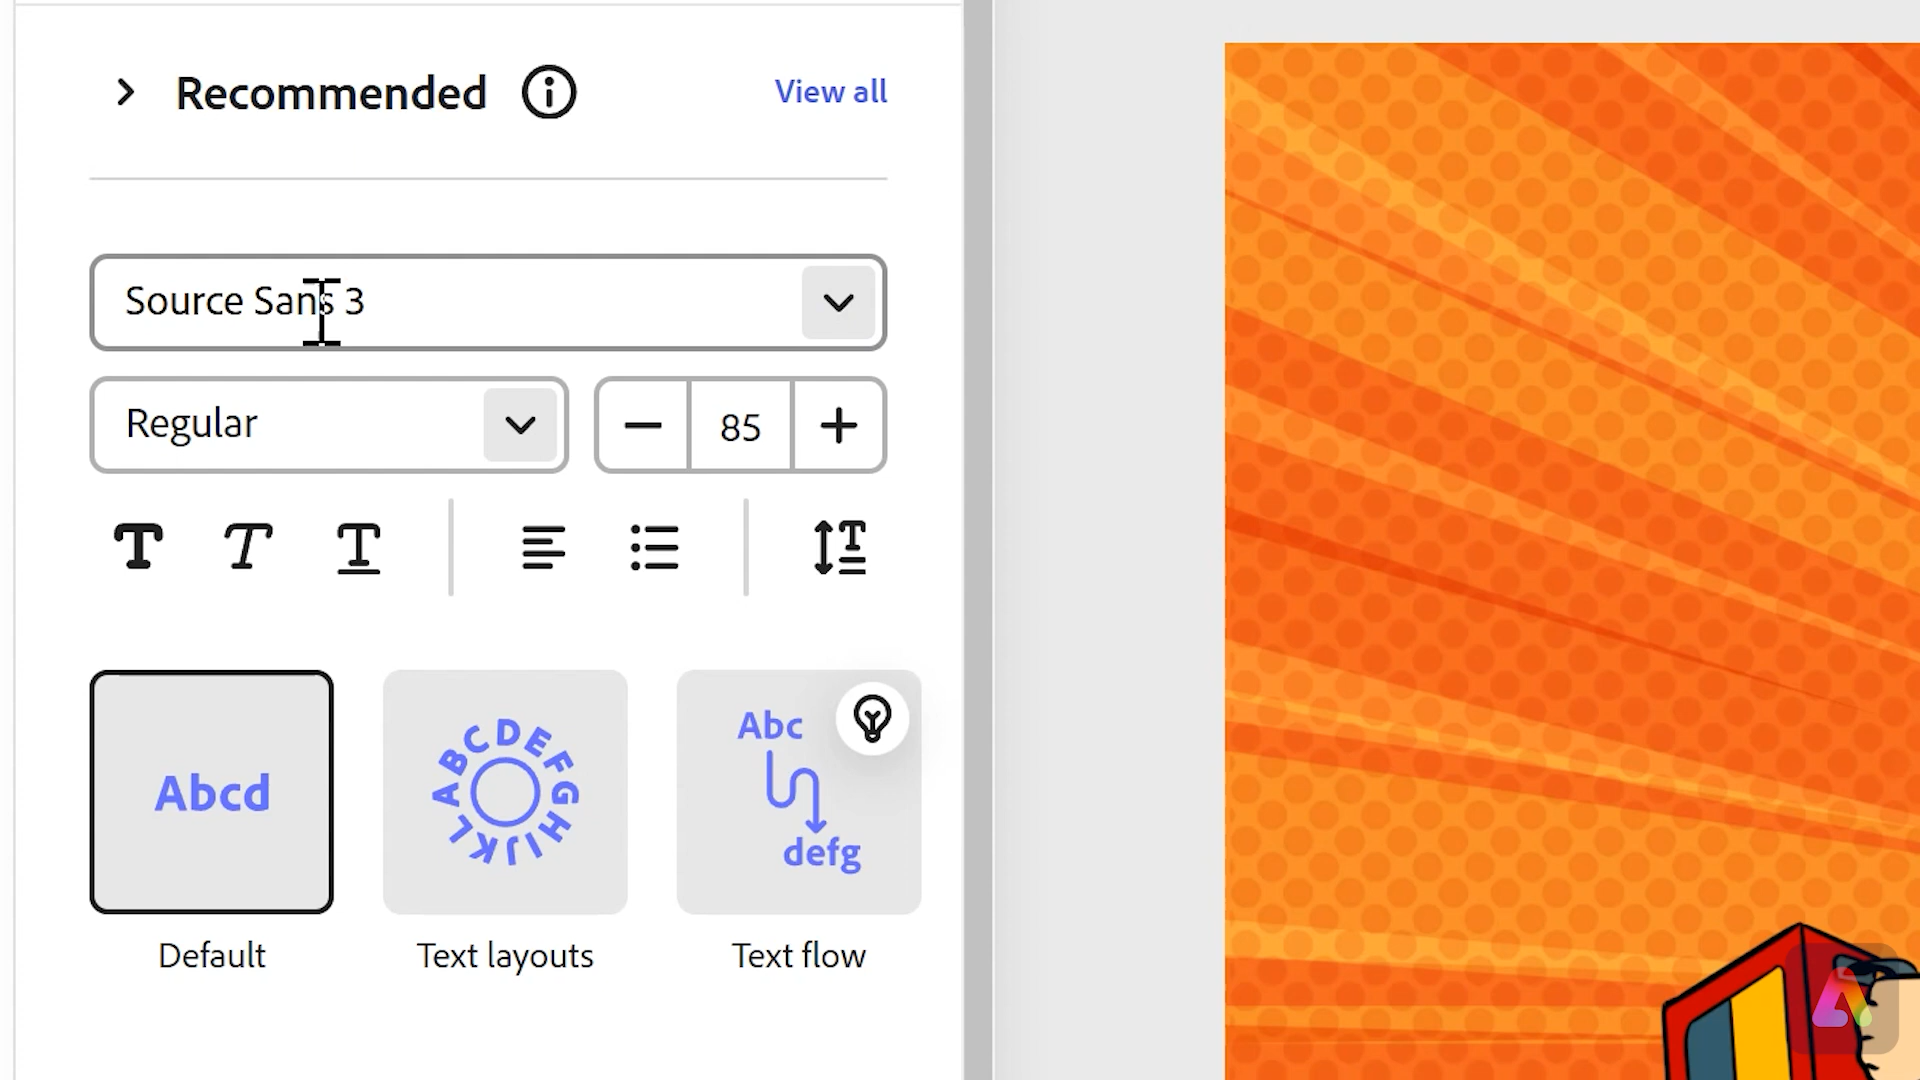 Recommended
View all
Source Sans 3
Regular
85
T T T T
Abcd
ABCDEFGHIJKL
Abc
defg
Default
Text layouts
Text flow